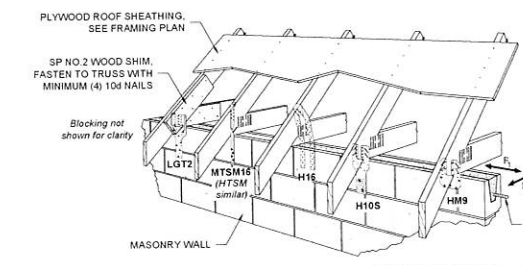 PLYWOOD ROOF SHEATHING,
SEE FRAMING PLAN
SP NO.2 WOOD SHIM,
FASTEN TO TRUSS WITH
MINIMUM (4) 10d NAILS
Blocking not
shown for clarity
LGT2
MTSM16
(HTSM
similar)
H16
H10S
HM9
F1
MASONRY WALL